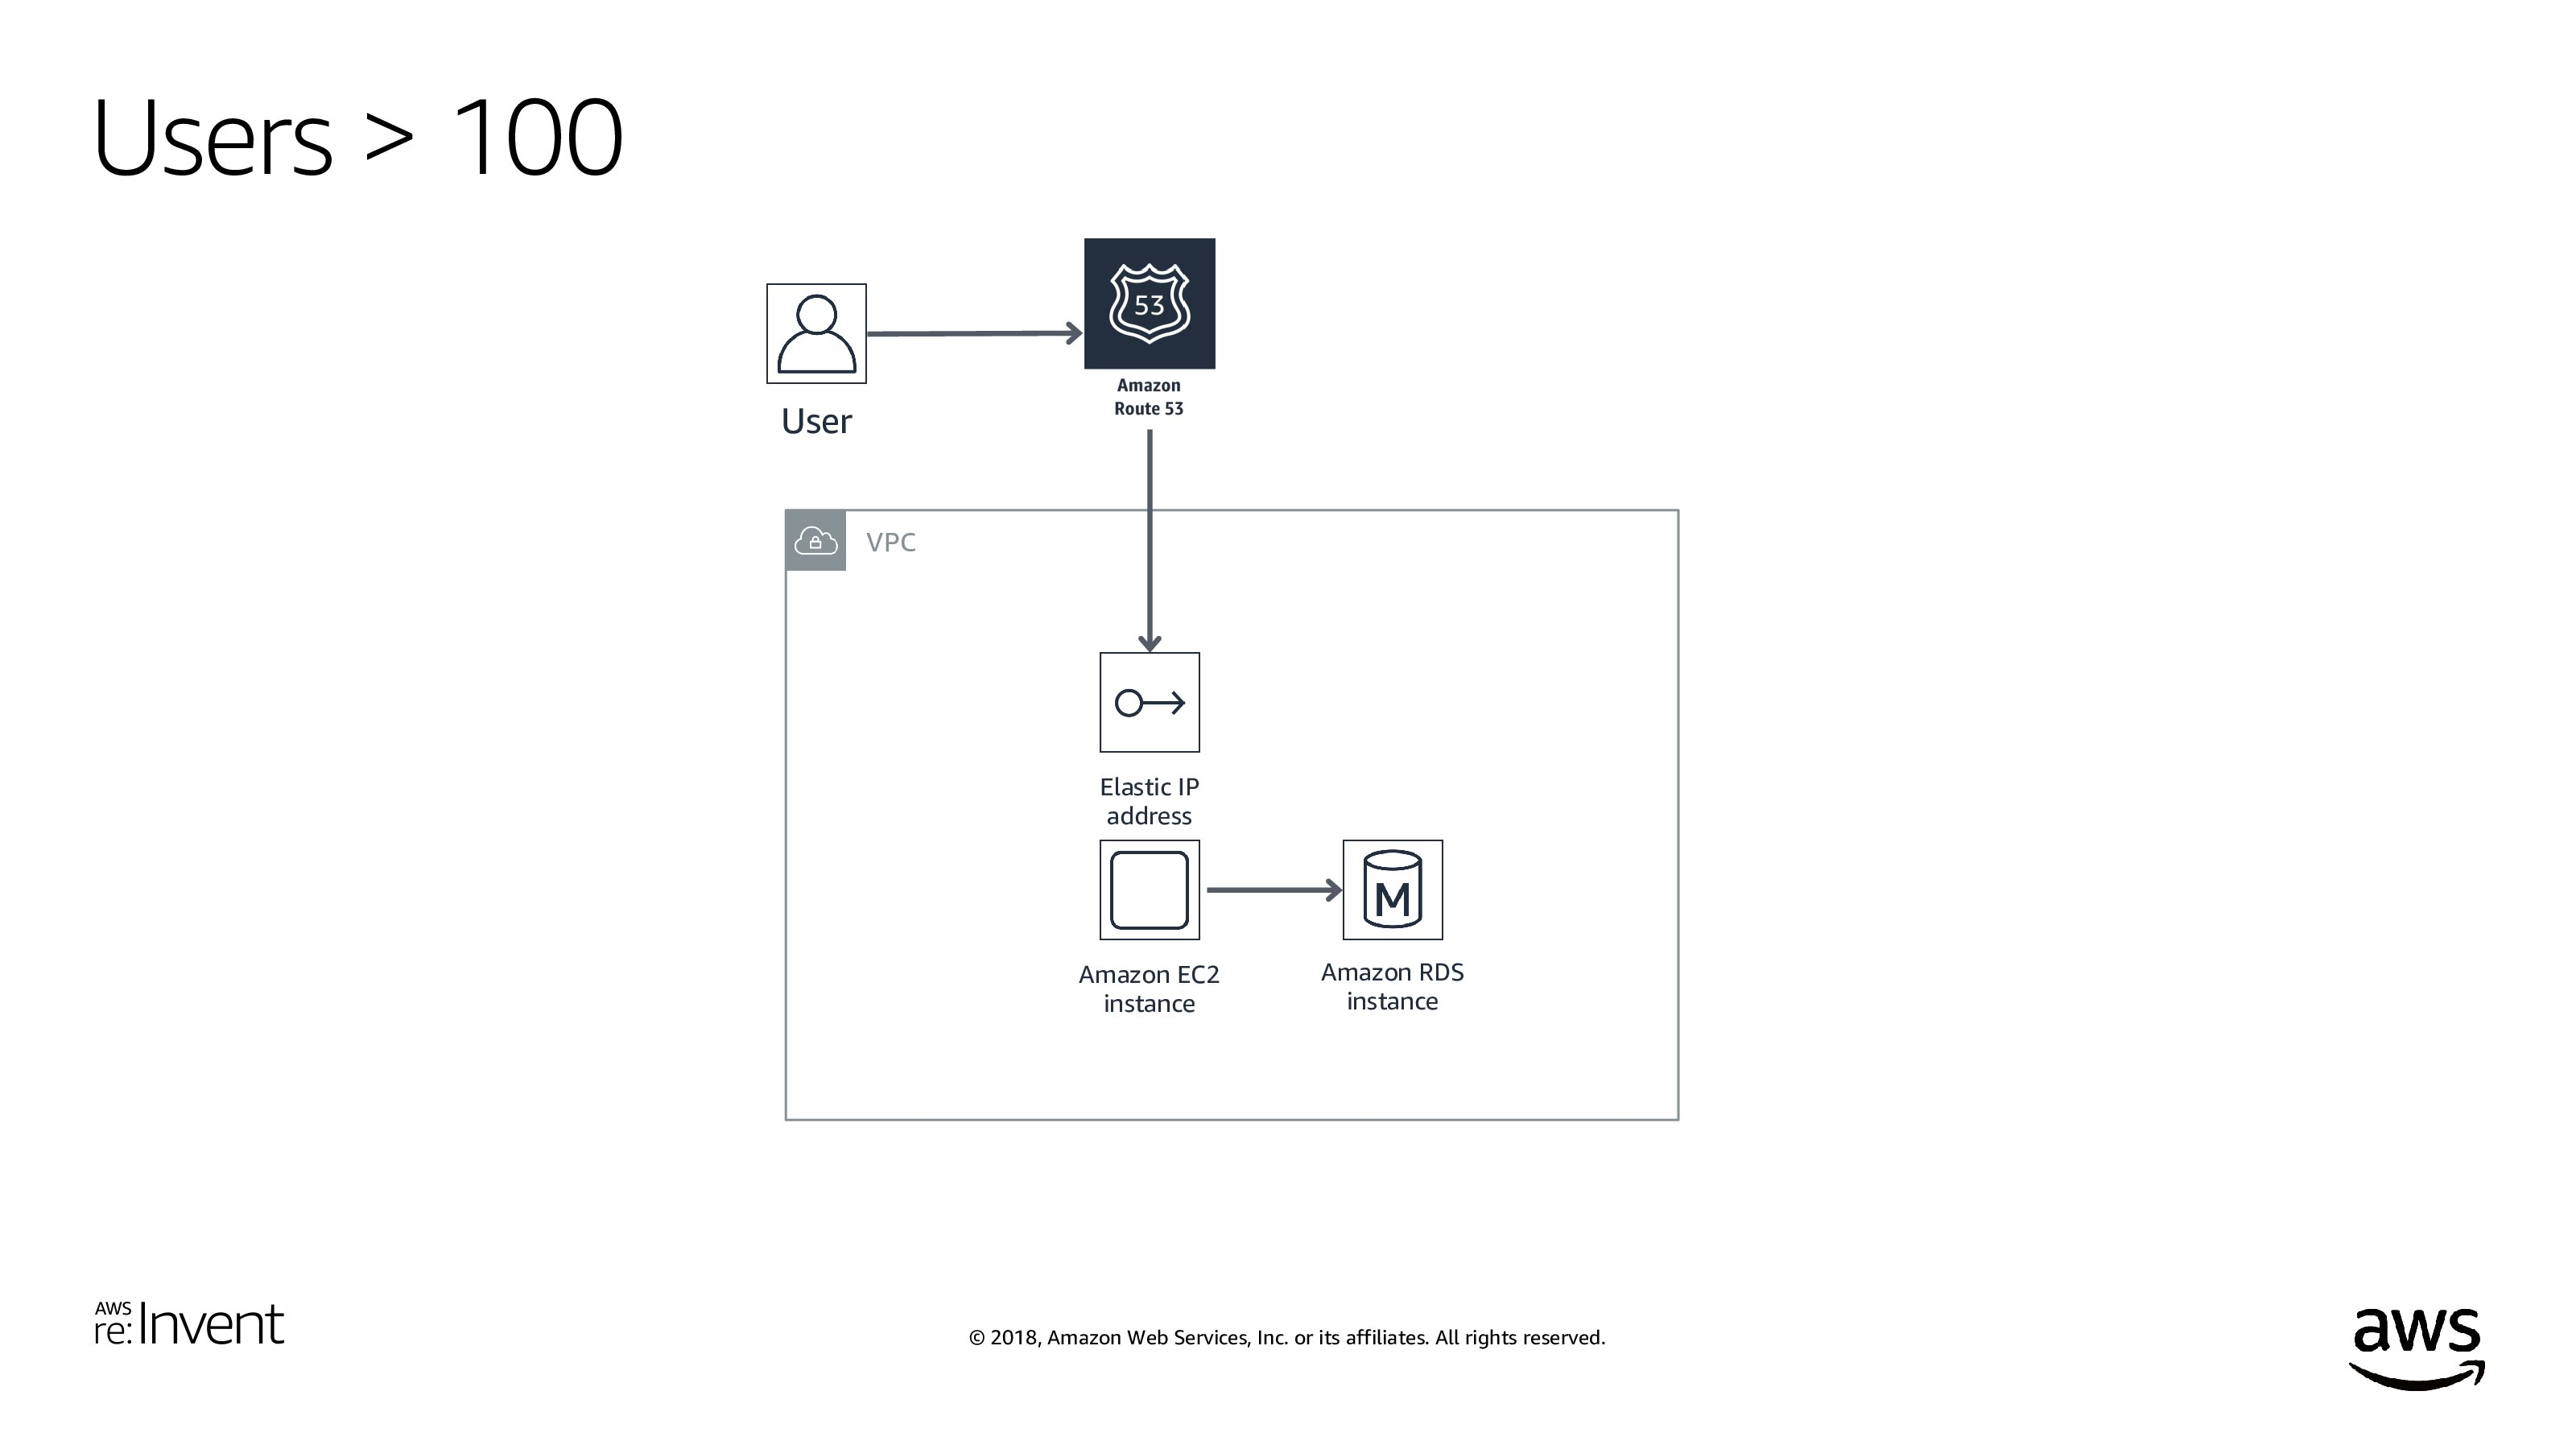 Users > 100
53
Amazon
Route 53
User
VPC
Elastic IP
address
M
Amazon EC2
instance
Amazon RDS
instance
AWS
re:Invent
© 2018, Amazon Web Services, Inc. or its affiliates. All rights reserved.
aws